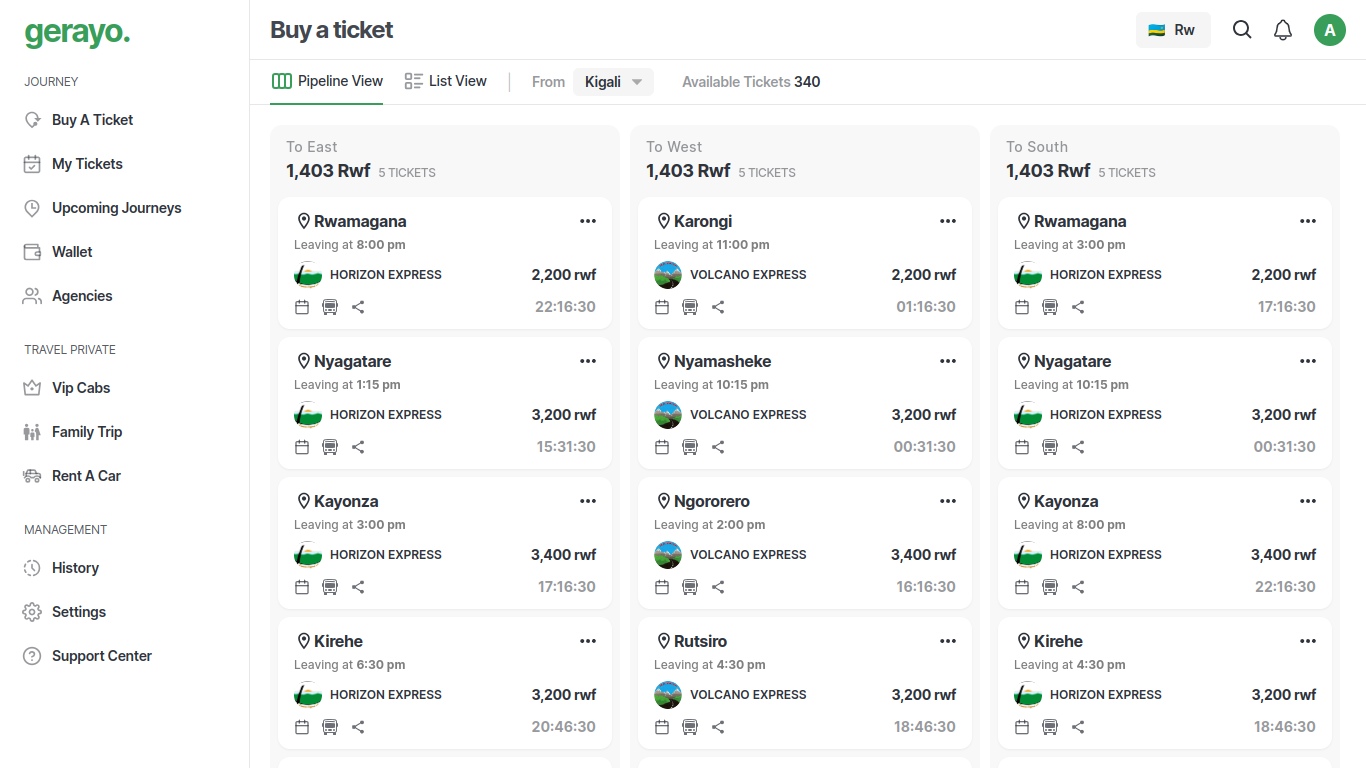 gerayo.
JOURNEY
Buy A Ticket
My Tickets
Upcoming Journeys
Wallet
Agencies
TRAVEL PRIVATE
Vip Cabs
Family Trip
Rent A Car
MANAGEMENT
History
Settings
Support Center
Buy a ticket
Rw
A
Pipeline View
List View
From
Kigali
Available Tickets 340
To East
1,403 Rwf 5 TICKETS
Rwamagana
Leaving at 8:00 pm
HORIZON EXPRESS 2,200 rwf
22:16:30
Nyagatare
Leaving at 1:15 pm
HORIZON EXPRESS 3,200 rwf
15:31:30
Kayonza
Leaving at 3:00 pm
HORIZON EXPRESS 3,400 rwf
17:16:30
Kirehe
Leaving at 6:30 pm
HORIZON EXPRESS 3,200 rwf
20:46:30
To West
1,403 Rwf 5 TICKETS
Karongi
Leaving at 11:00 pm
VOLCANO EXPRESS 2,200 rwf
01:16:30
Nyamasheke
Leaving at 10:15 pm
VOLCANO EXPRESS 3,200 rwf
00:31:30
Ngororero
Leaving at 2:00 pm
VOLCANO EXPRESS 3,400 rwf
16:16:30
Rutsiro
Leaving at 4:30 pm
VOLCANO EXPRESS 3,200 rwf
18:46:30
To South
1,403 Rwf 5 TICKETS
Rwamagana
Leaving at 3:00 pm
HORIZON EXPRESS 2,200 rwf
17:16:30
Nyagatare
Leaving at 10:15 pm
HORIZON EXPRESS 3,200 rwf
00:31:30
Kayonza
Leaving at 8:00 pm
HORIZON EXPRESS 3,400 rwf
22:16:30
Kirehe
Leaving at 4:30 pm
HORIZON EXPRESS 3,200 rwf
18:46:30